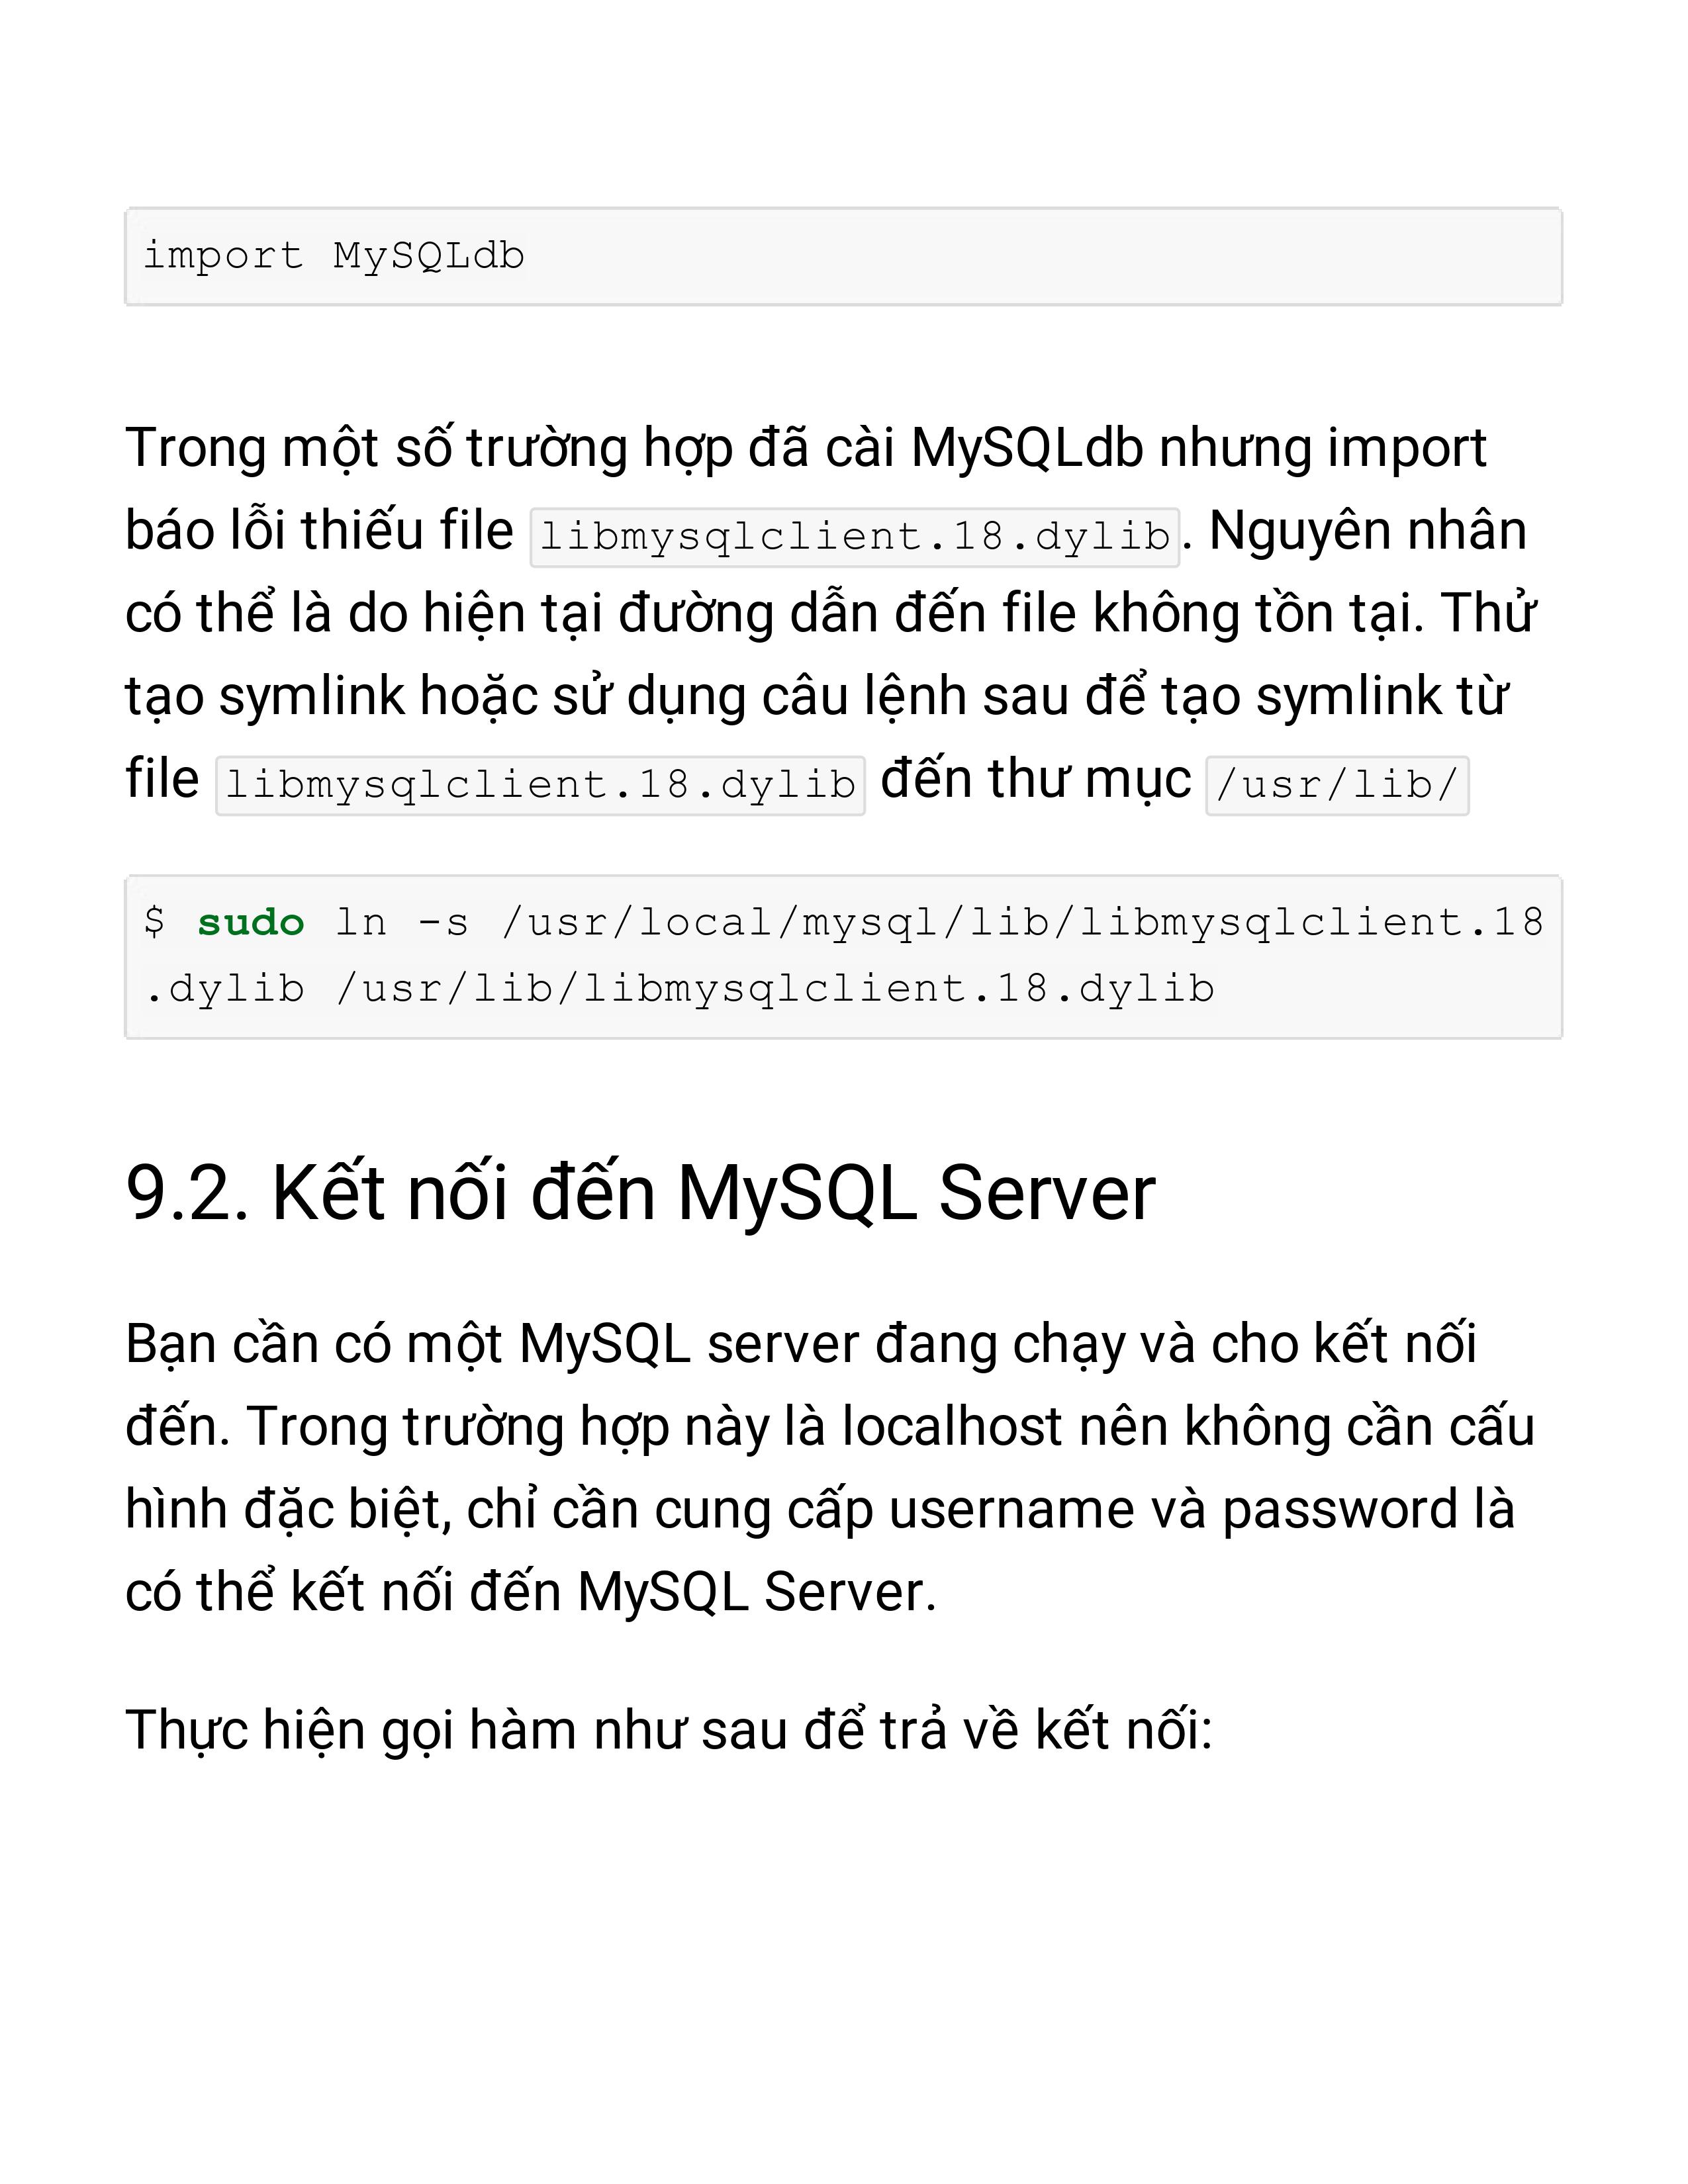 import MySQLdb
Trong một số trường hợp đã cài MySQLdb nhưng import
báo lỗi thiếu file libmysqlclient.18.dylib. Nguyên nhân
có thể là do hiện tại đường dẫn đến file không tồn tại. Thử
tạo symlink hoặc sử dụng câu lệnh sau để tạo symlink từ
file libmysqlclient.18.dylib đến thư mục /usr/lib/
$ sudo ln -s /usr/local/mysql/lib/libmysqlclient.18
.dylib /usr/lib/libmysqlclient.18.dylib
9.2. Kết nối đến MySQL Server
Bạn cần có một MySQL server đang chạy và cho kết nối
đến. Trong trường hợp này là localhost nên không cần cấu
hình đặc biệt, chỉ cần cung cấp username và password là
có thể kết nối đến MySQL Server.
Thực hiện gọi hàm như sau để trả về kết nối: